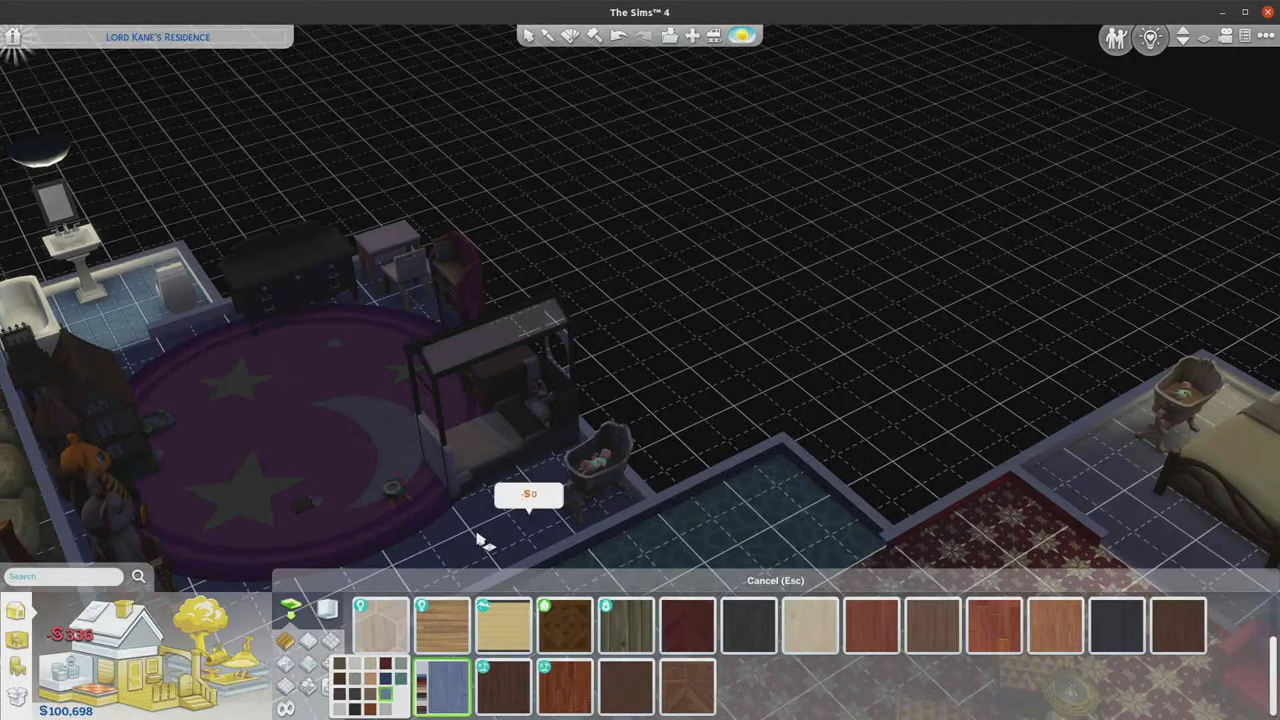 The Sims™ 4
LORD KANE'S RESIDENCE
-§0
Cancel (Esc)
Search
-§336
§100,698